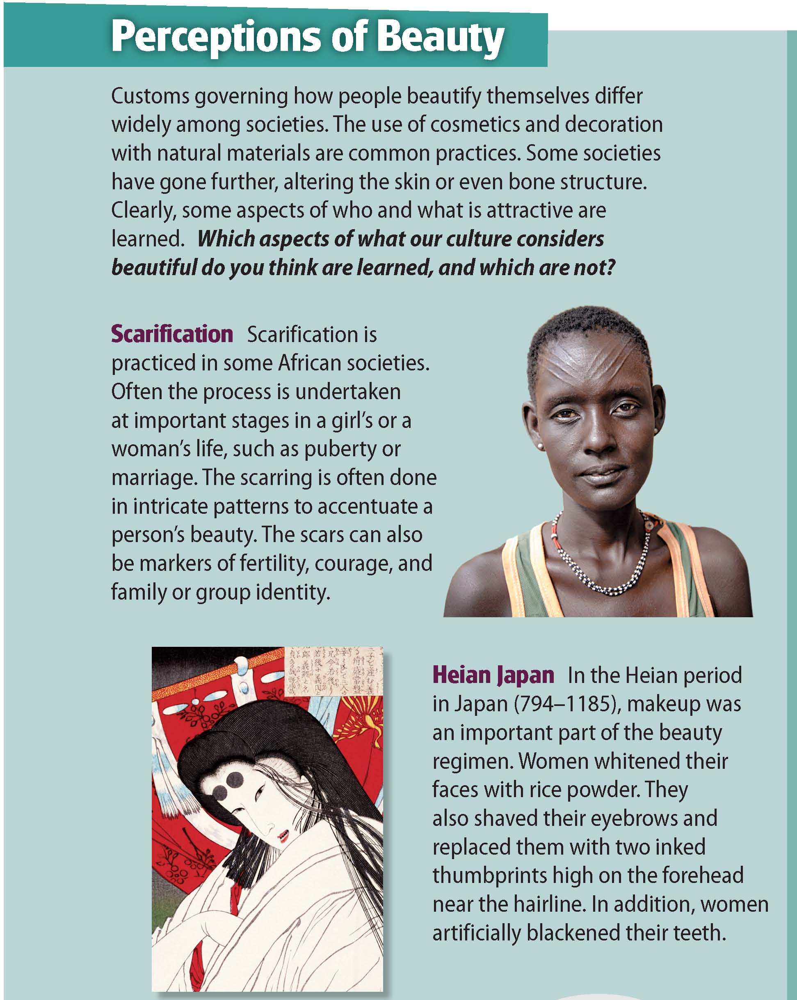 Perceptions of Beauty
Customs governing how people beautify themselves differ
widely among societies. The use of cosmetics and decoration
with natural materials are common practices. Some societies
have gone further, altering the skin or even bone structure.
Clearly, some aspects of who and what is attractive are
learned. Which aspects of what our culture considers
beautiful do you think are learned, and which are not?
Scarification Scarification is
practiced in some African societies.
Often the process is undertaken
at important stages in a girl’s or a
woman’s life, such as puberty or
marriage. The scarring is often done
in intricate patterns to accentuate a
person’s beauty. The scars can also
be markers of fertility, courage, and
family or group identity.
Heian Japan In the Heian period
in Japan (794–1185), makeup was
an important part of the beauty
regimen. Women whitened their
faces with rice powder. They
also shaved their eyebrows and
replaced them with two inked
thumbprints high on the forehead
near the hairline. In addition, women
artificially blackened their teeth.